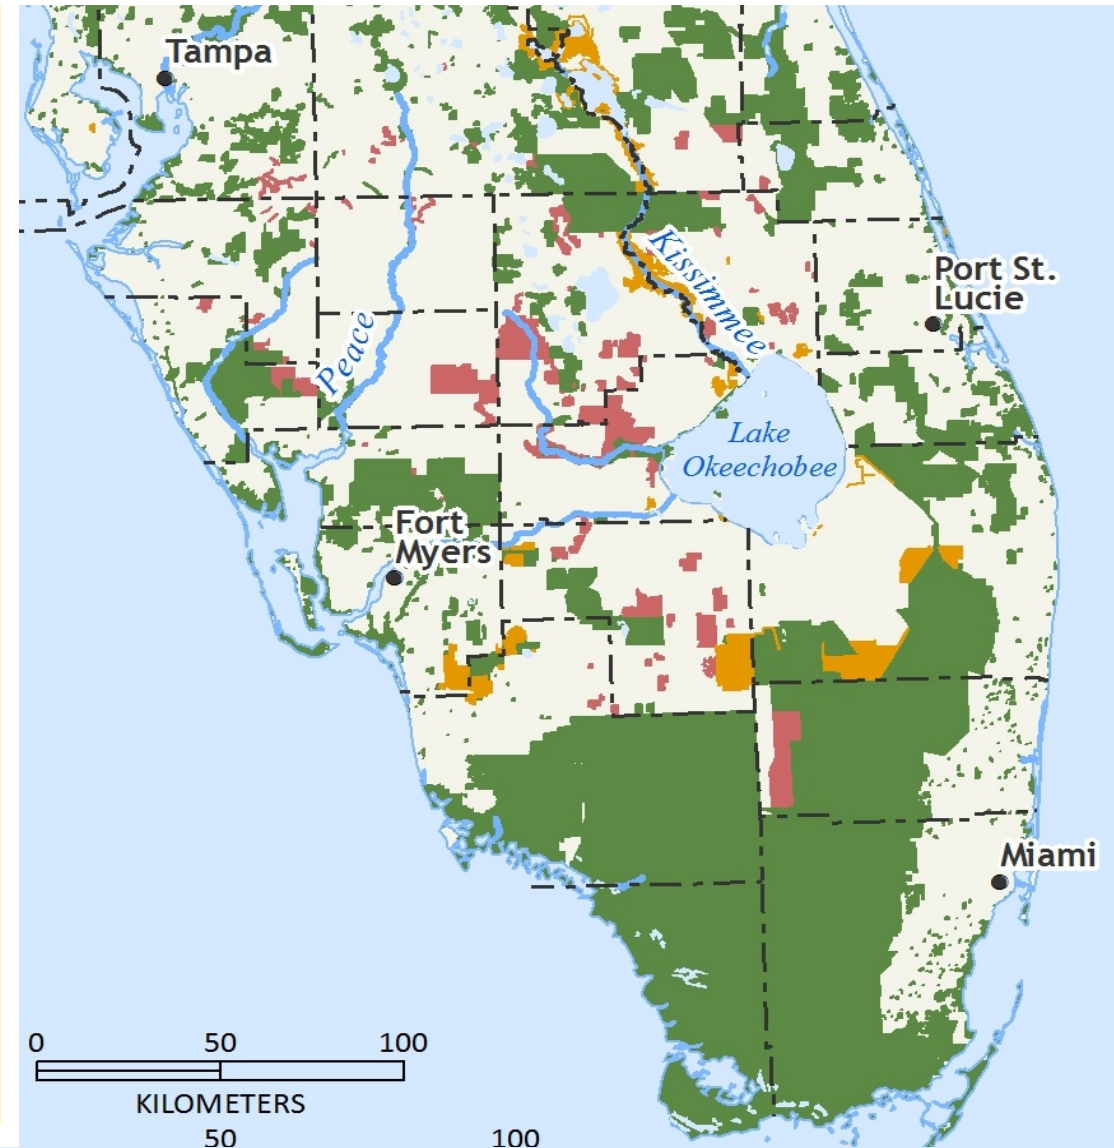 Tampa
Kissimmee
Port St.
Lucie
Peace
Lake
Okeechobee
Fort
Myers
Miami
0 50 100
KILOMETERS
50 100